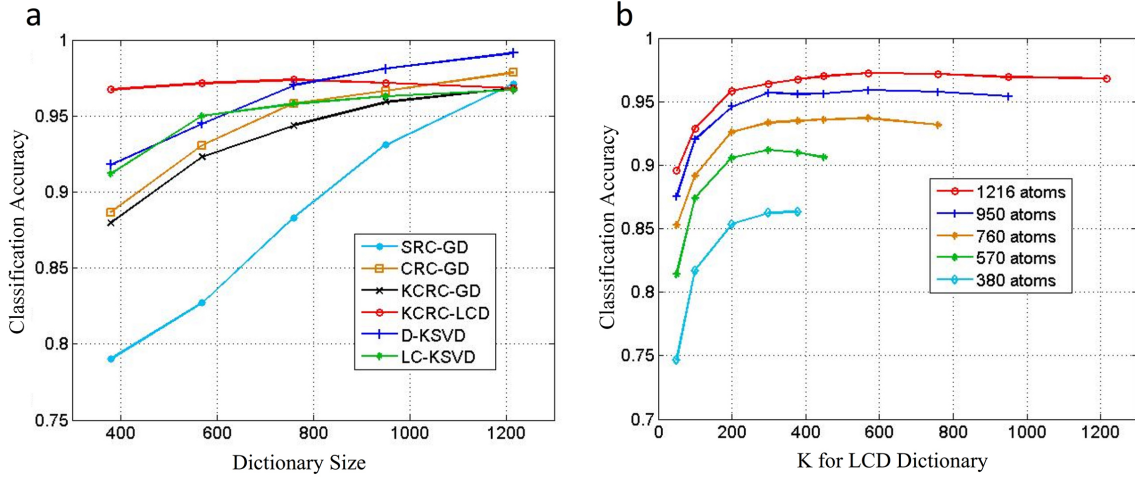 a
1
0.95
0.9
0.85
0.8
0.75
400
600
800
1000
1200
Classification Accuracy
Dictionary Size
SRC-GD
CRC-GD
KCRC-GD
KCRC-LCD
D-KSVD
LC-KSVD
b
1
0.95
0.9
0.85
0.8
0.75
0.7
0
200
400
600
800
1000
1200
Classification Accuracy
K for LCD Dictionary
1216 atoms
950 atoms
760 atoms
570 atoms
380 atoms